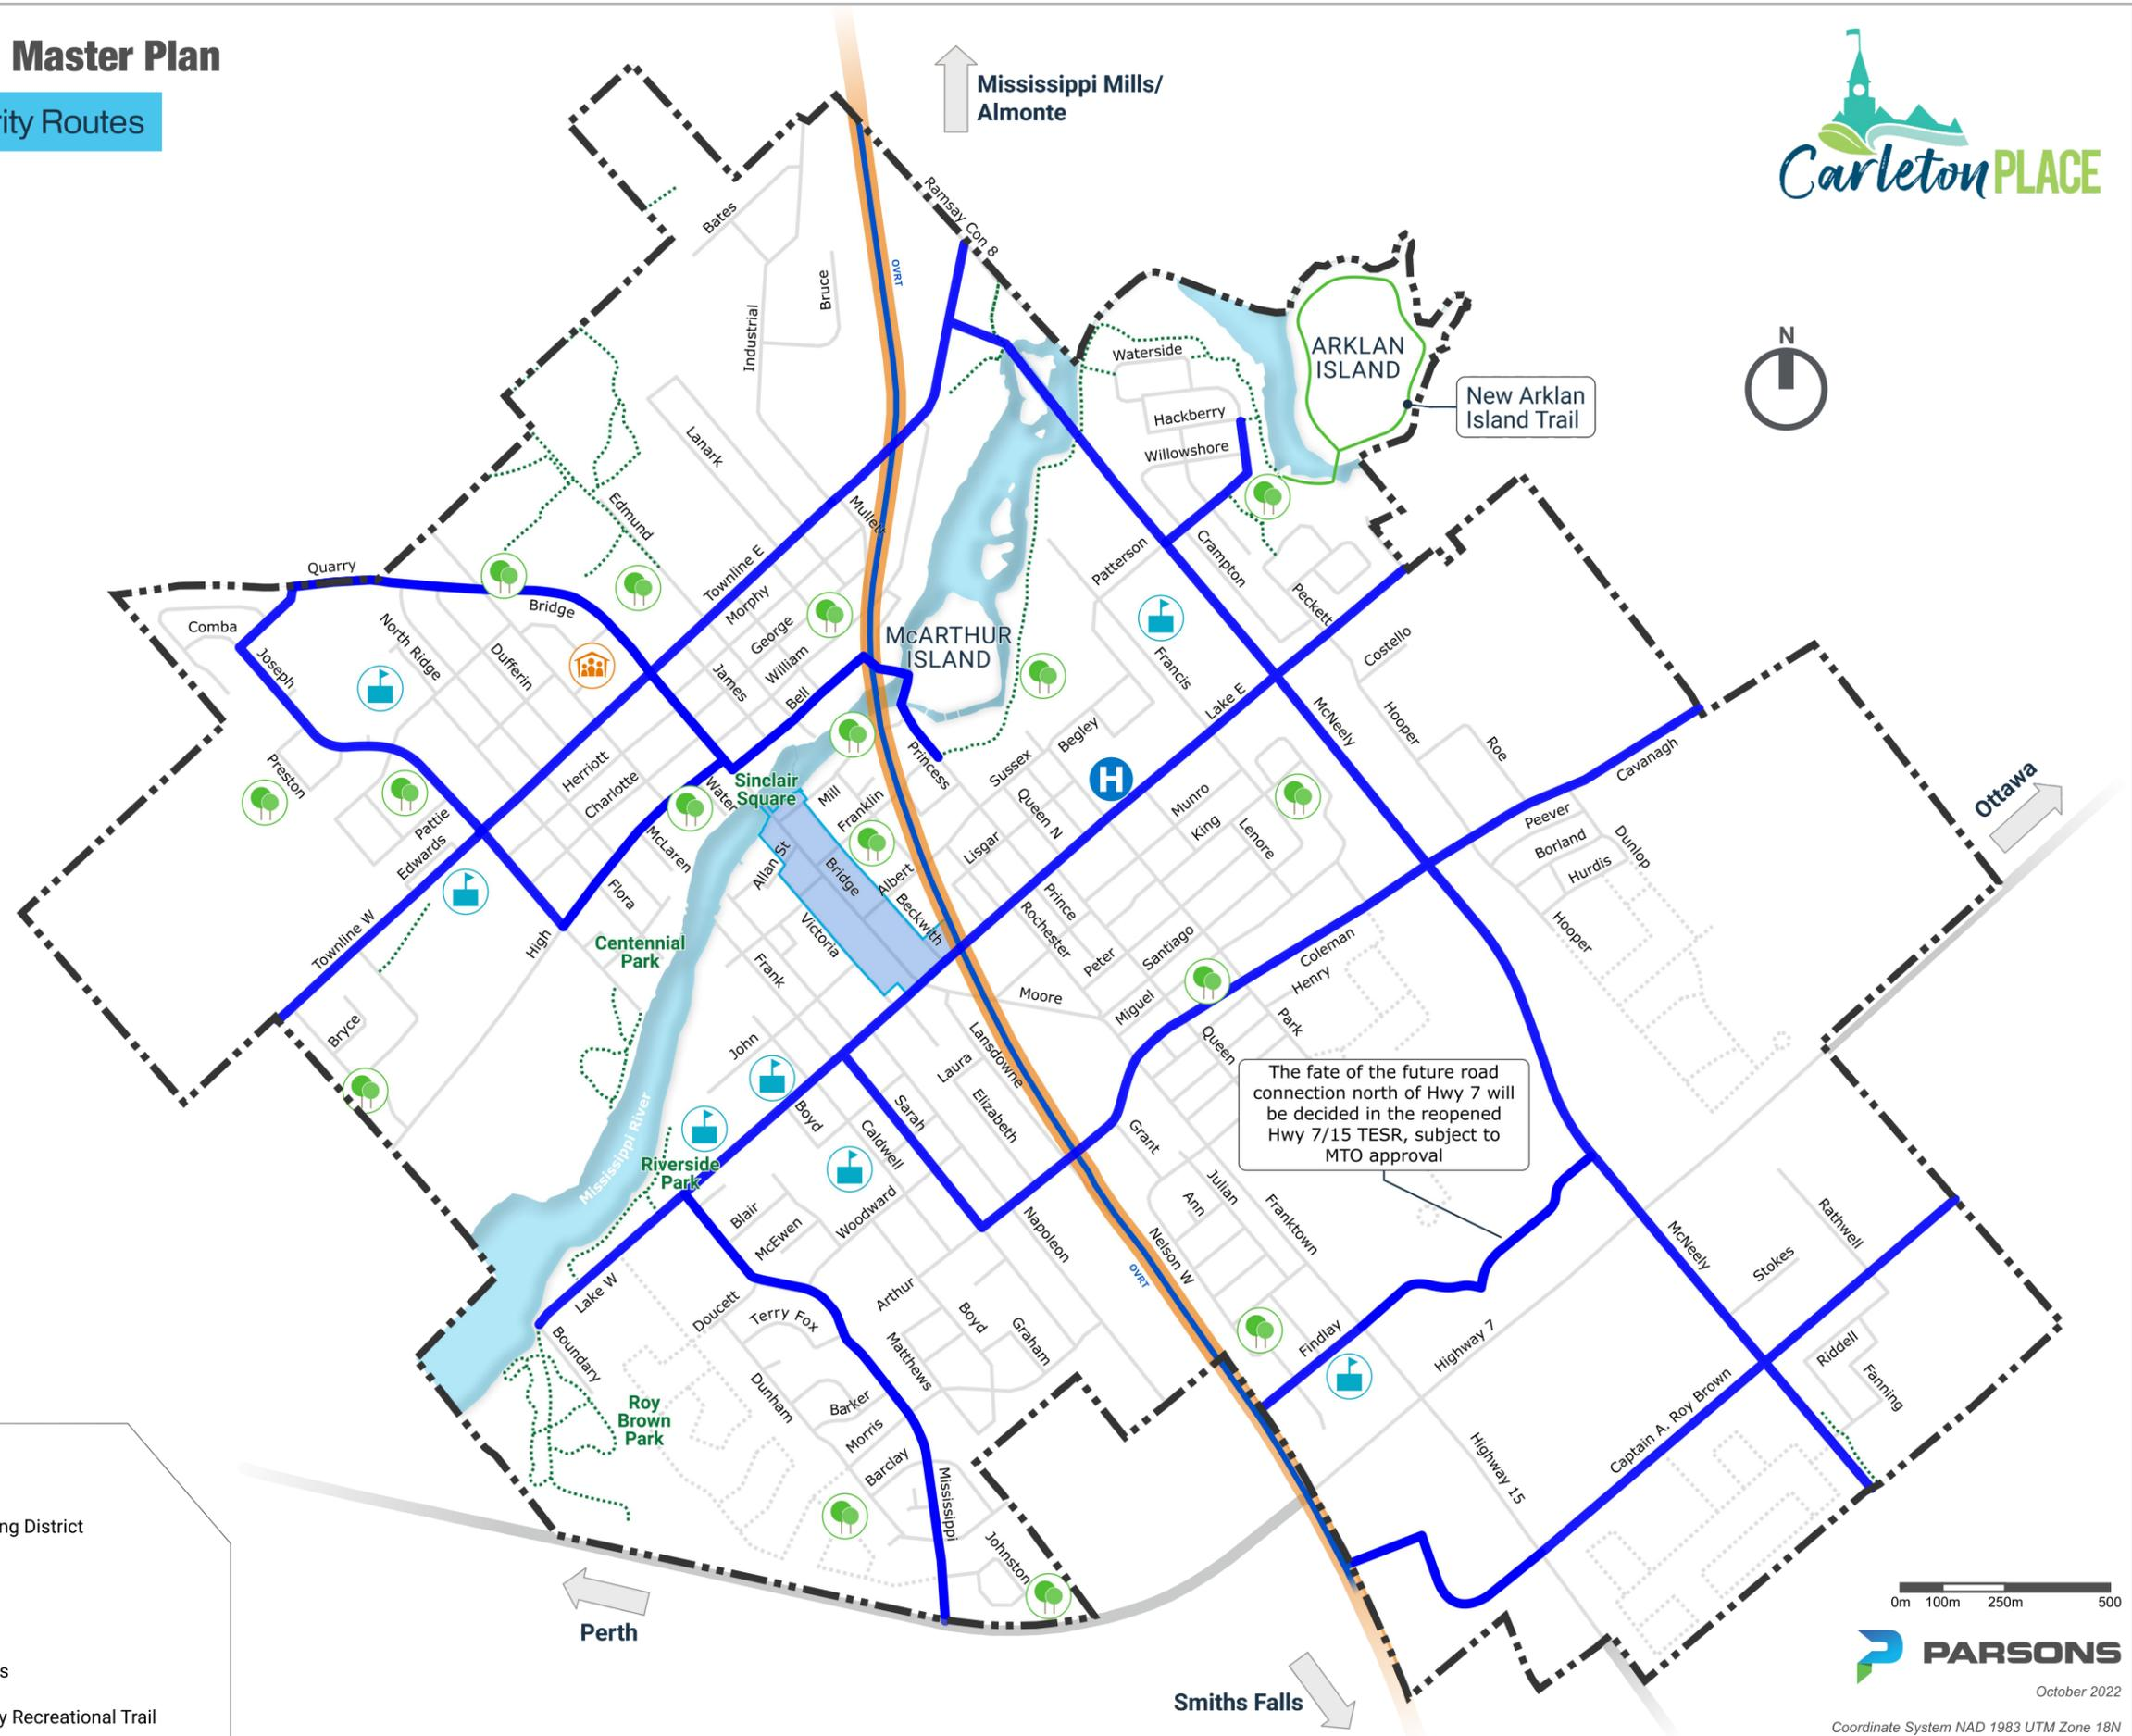 Master Plan
ity Routes
Mississippi Mills/
Almonte
Carleton PLACE
N
Ramsay Con 8
Bates
OVRT
Bruce
Industrial
ARKLAN
ISLAND
New Arklan
Island Trail
Waterside
Hackberry
Willowshore
Lanark
Edmund
Mullett
Townline E
Morphy
George
William
James
Bell
McARTHUR
ISLAND
Patterson
Crampton
Peckett
Costello
Francis
Lake E
Quarry
Bridge
Comba
Joseph
North Ridge
Dufferin
McNeely
Hooper
Roe
Cavanagh
Ottawa
Preston
Herriott
Charlotte
Water
Sinclair
Square
Princess
Sussex
Begley
Queen N
Mill
Franklin
H
Munro
King
Lenore
Peever
Borland
Hurdis
Dunlop
Pattie
Edwards
McLaren
Flora
Allan St
Bridge
Albert
Beckwith
Lisgar
Prince
Rochester
Victoria
Hooper
Townline W
High
Centennial
Park
Frank
Peter
Santiago
Coleman
Henry
Moore
Miguel
Queen
Park
Bryce
John
Lansdowne
Laura
Elizabeth
Sarah
Boyd
Caldwell
Grant
The fate of the future road
connection north of Hwy 7 will
be decided in the reopened
Hwy 7/15 TESR, subject to
MTO approval
Mississippi River
Riverside
Park
Blair
McEwen
Woodward
Napoleon
Julian
Ann
Franktown
Nelson W
OVRT
McNeely
Rathwell
Stokes
Lake W
Doucett
Terry Fox
Arthur
Boyd
Graham
Matthews
Boundary
Dunham
Barker
Morris
Barclay
Findlay
Highway 7
Riddell
Fanning
Roy
Brown
Park
Captain A. Roy Brown
Highway 15
Mississippi
Johnston
Perth
Smiths Falls
ng District
s
y Recreational Trail
0m 100m 250m 500
PARSONS
October 2022
Coordinate System NAD 1983 UTM Zone 18N